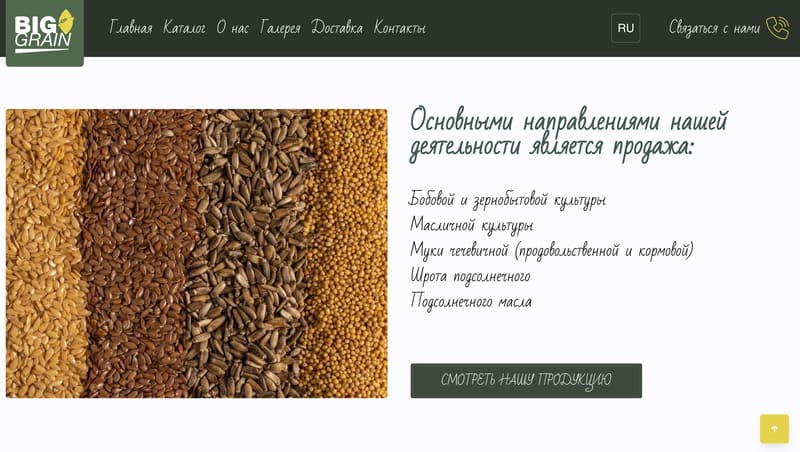 BIG
GRAIN
Главная Каталог О нас Галерея Доставка Контакты
RU
Связаться с нами
Основными направлениями нашей
деятельности является продажа:
Бобовой и зернобытовой культуры
Масличной культуры
Муки чечевичной (продовольственной и кормовой)
Шрота подсолнечного
Подсолнечного масла
СМОТРЕТЬ НАШУ ПРОДУКЦИЮ